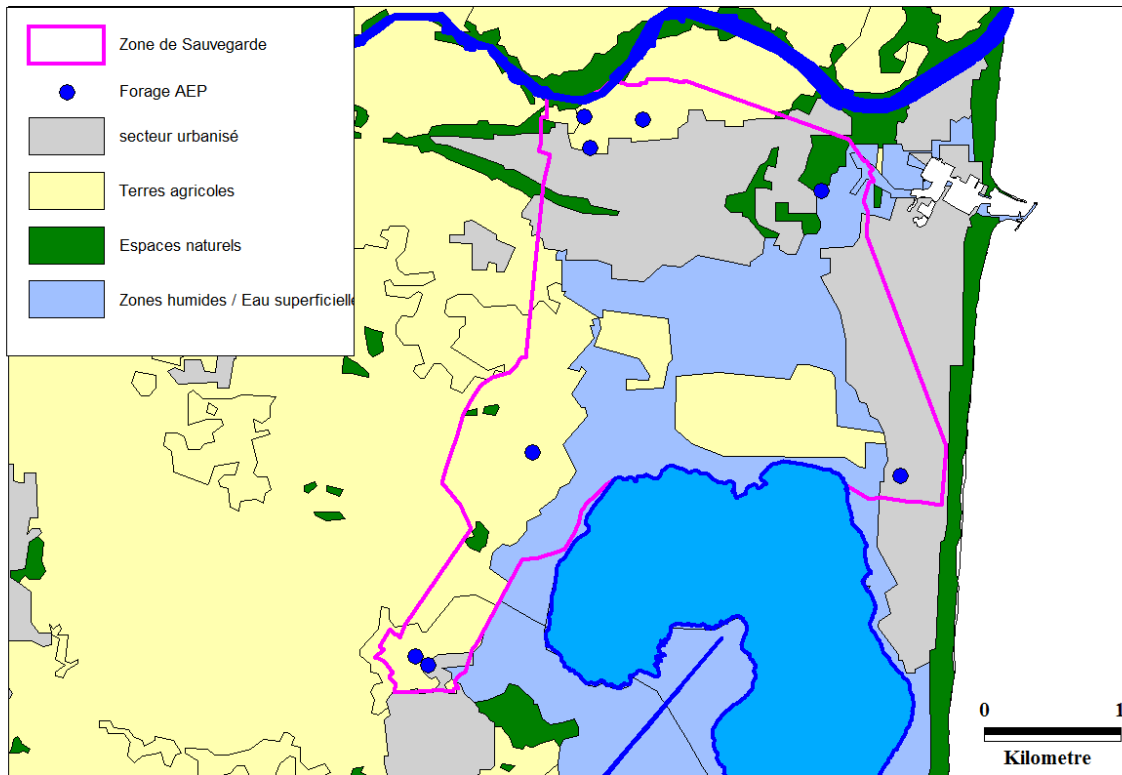 Zone de Sauvegarde
Forage AEP
secteur urbanisé
Terres agricoles
Espaces naturels
Zones humides / Eau superficielle
0 1
Kilometre